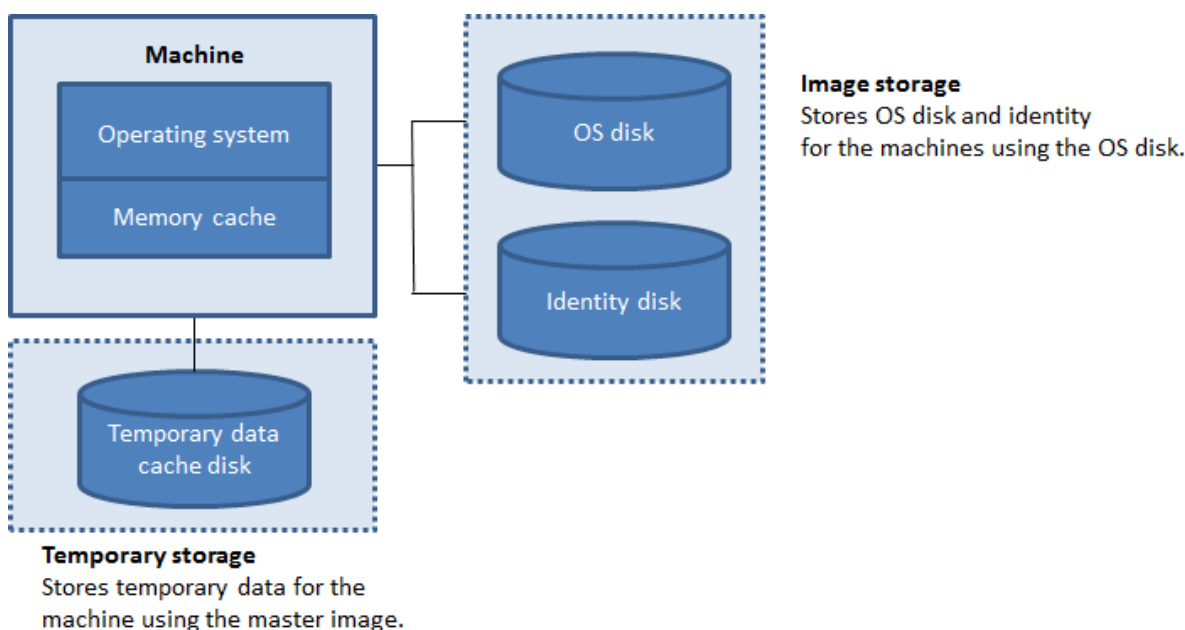 Machine
Operating system
Memory cache
OS disk
Identity disk
Image storage
Stores OS disk and identity
for the machines using the OS disk.
Temporary data
cache disk
Temporary storage
Stores temporary data for the
machine using the master image.